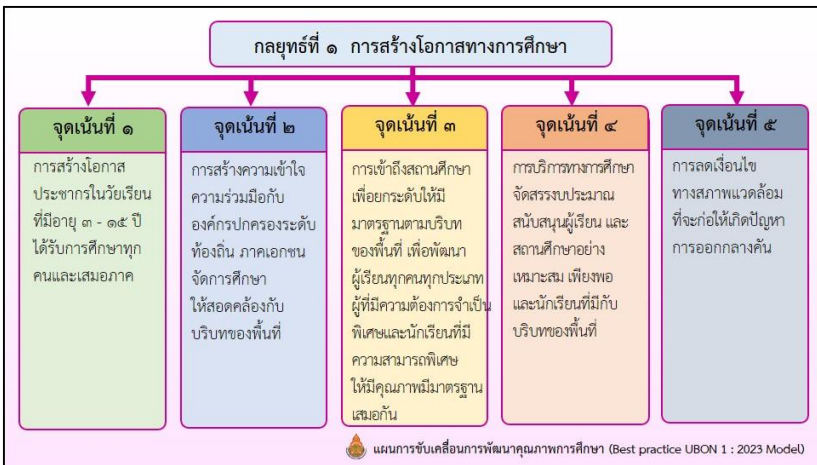 กลยุทธ์ที่ ๑  การสร้างโอกาสทางการศึกษา
จุดเน้นที่ ๑
การสร้างโอกาส
ประชากรในวัยเรียน
ที่มีอายุ ๓ - ๑๕ ปี
ได้รับการศึกษาทุก
คนและเสมอภาค
จุดเน้นที่ ๒
การสร้างความเข้าใจ
ความร่วมมือกับ
องค์กรปกครองระดับ
ท้องถิ่น ภาคเอกชน
จัดการศึกษา
ให้สอดคล้องกับ
บริบทของพื้นที่
จุดเน้นที่ ๓
การเข้าถึงสถานศึกษา
เพื่อยกระดับให้มี
มาตรฐานตามบริบท
ของพื้นที่ เพื่อพัฒนา
ผู้เรียนทุกคนทุกประเภท
ผู้ที่มีความต้องการจำเป็น
พิเศษและนักเรียนที่มี
ความสามารถพิเศษ
ให้มีคุณภาพมีมาตรฐาน
เสมอกัน
จุดเน้นที่ ๔
การบริการทางการศึกษา
จัดสรรงบประมาณ
สนับสนุนผู้เรียน และ
สถานศึกษาอย่าง
เหมาะสม เพียงพอ
และนักเรียนที่มีกับ
บริบทของพื้นที่
จุดเน้นที่ ๕
การลดเงื่อนไข
ทางสภาพแวดล้อม
ที่จะก่อให้เกิดปัญหา
การออกกลางคัน
แผนการขับเคลื่อนการพัฒนาคุณภาพการศึกษา (Best practice UBON 1 : 2023 Model)